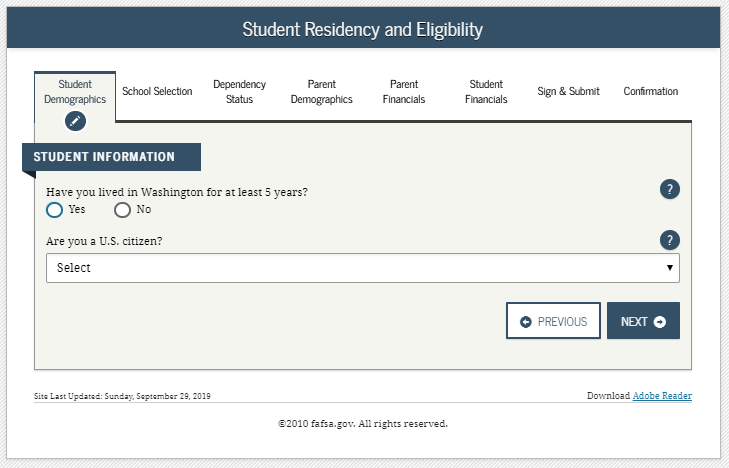 Student Residency and Eligibility
Student Demographics
School Selection
Dependency Status
Parent Demographics
Parent Financials
Student Financials
Sign & Submit
Confirmation
STUDENT INFORMATION
Have you lived in Washington for at least 5 years?
?
Yes No
Are you a U.S. citizen?
?
Select
PREVIOUS NEXT
Site Last Updated: Sunday, September 29, 2019
Download Adobe Reader
©2010 fafsa.gov. All rights reserved.